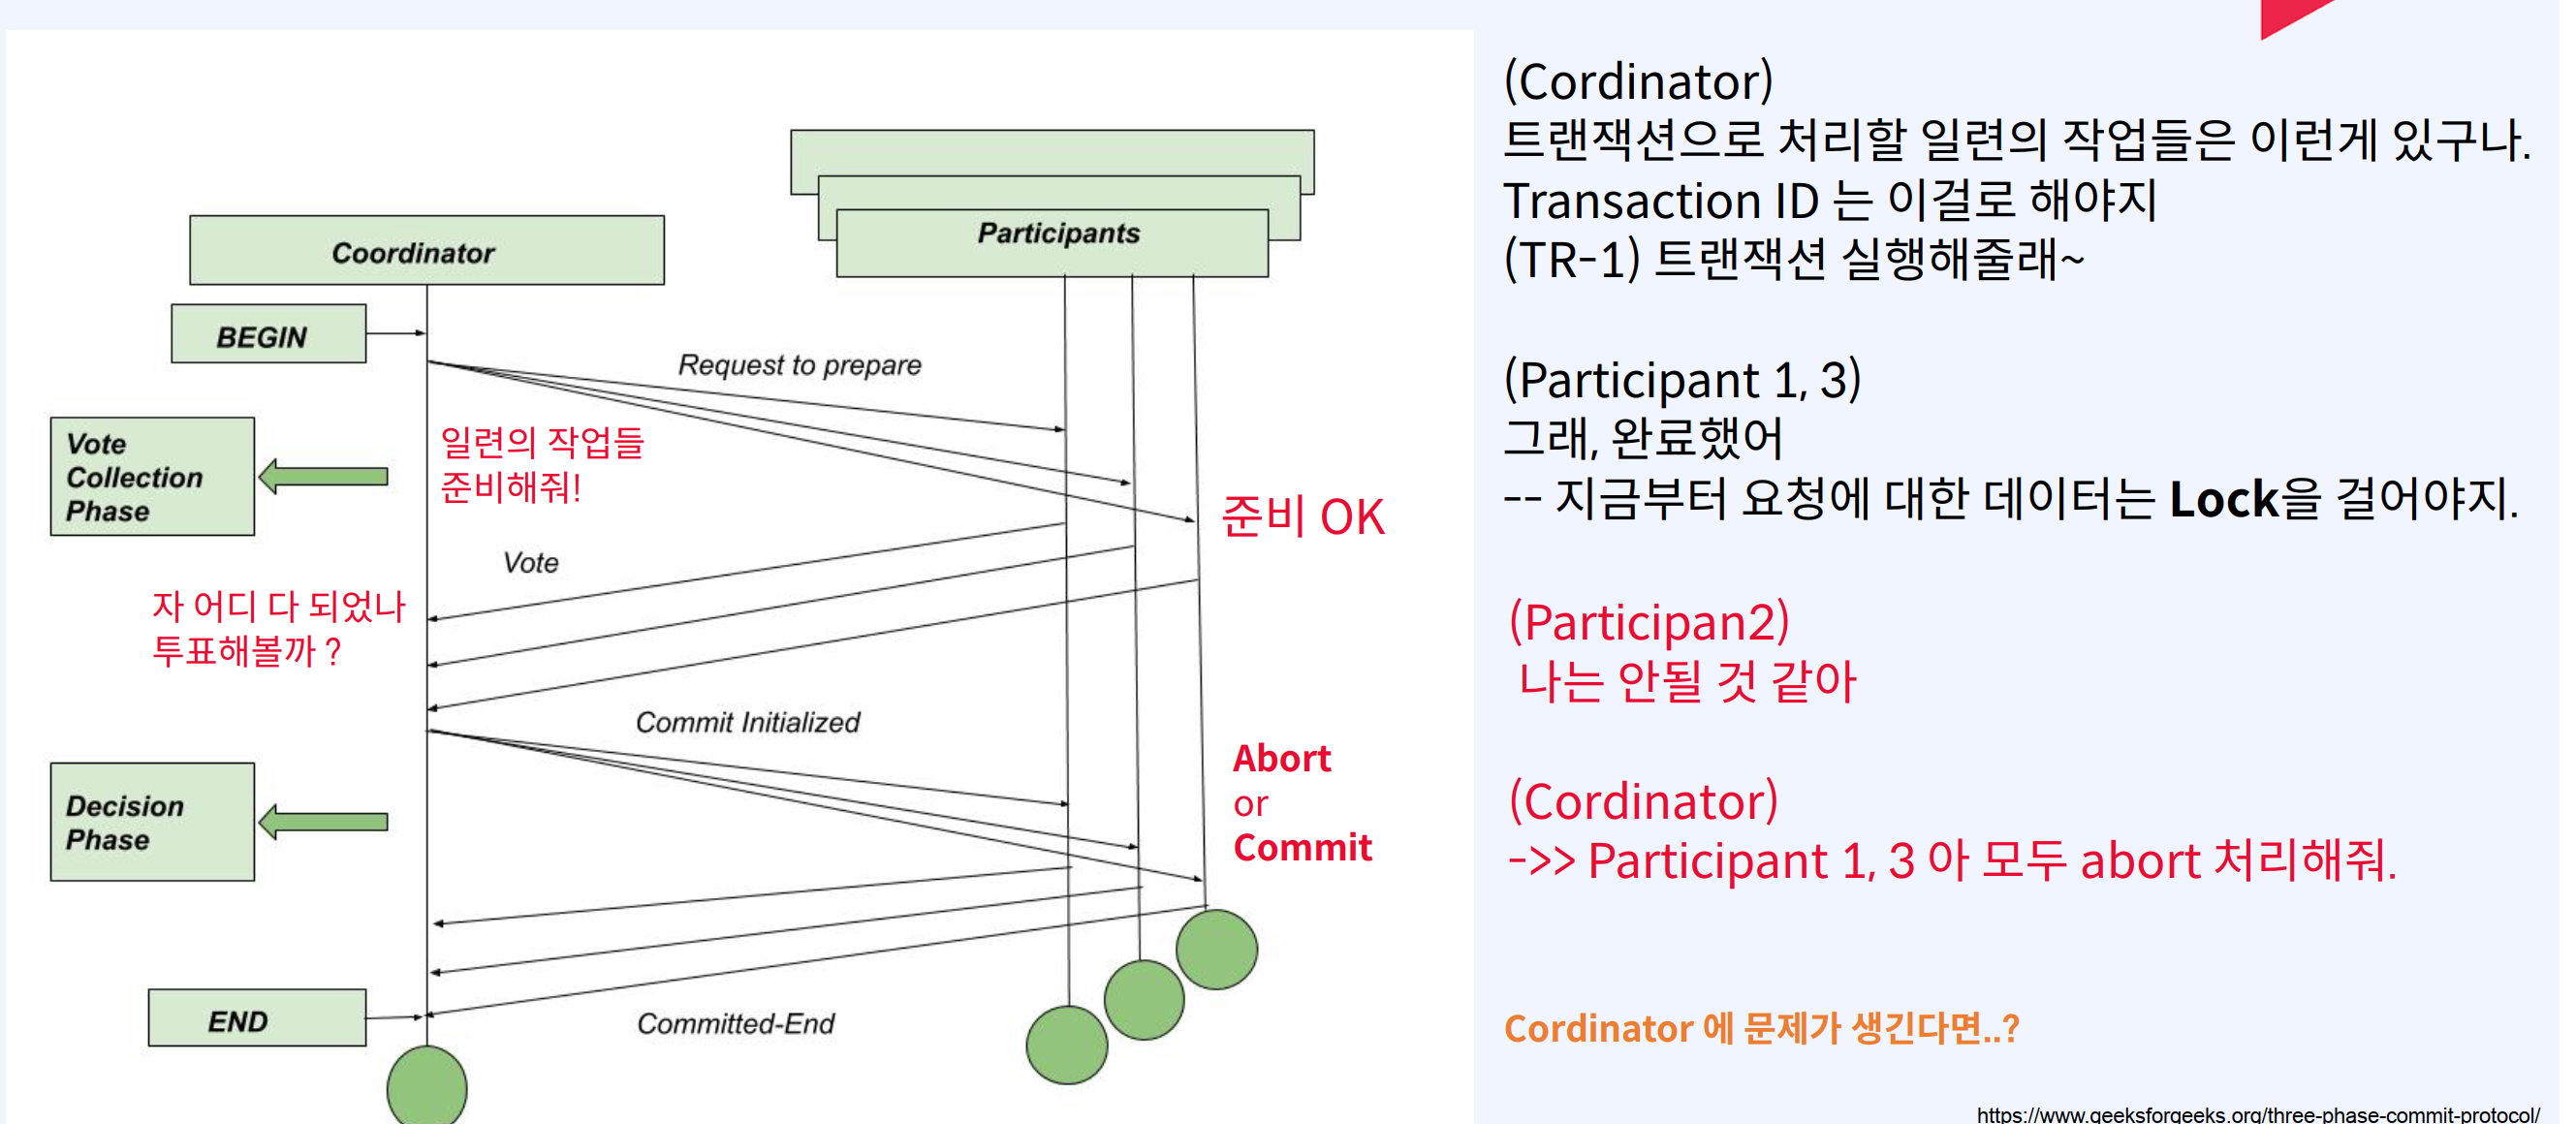 Coordinator
Participants
BEGIN
Request to prepare
Vote
Collection
Phase
일련의 작업들
준비해줘!
준비 OK
Vote
자 어디 다 되었나
투표해볼까 ?
Commit Initialized
Abort
or
Commit
Decision
Phase
END
Committed-End
(Cordinator)
트랜잭션으로 처리할 일련의 작업들은 이런게 있구나.
Transaction ID 는 이걸로 해야지
(TR-1) 트랜잭션 실행해줄래~
(Participant 1, 3)
그래, 완료했어
-- 지금부터 요청에 대한 데이터는 Lock을 걸어야지.
(Participan2)
나는 안될 것 같아
(Cordinator)
->> Participant 1, 3 아 모두 abort 처리해줘.
Cordinator 에 문제가 생긴다면..?
https://www.geeksforgeeks.org/three-phase-commit-protocol/